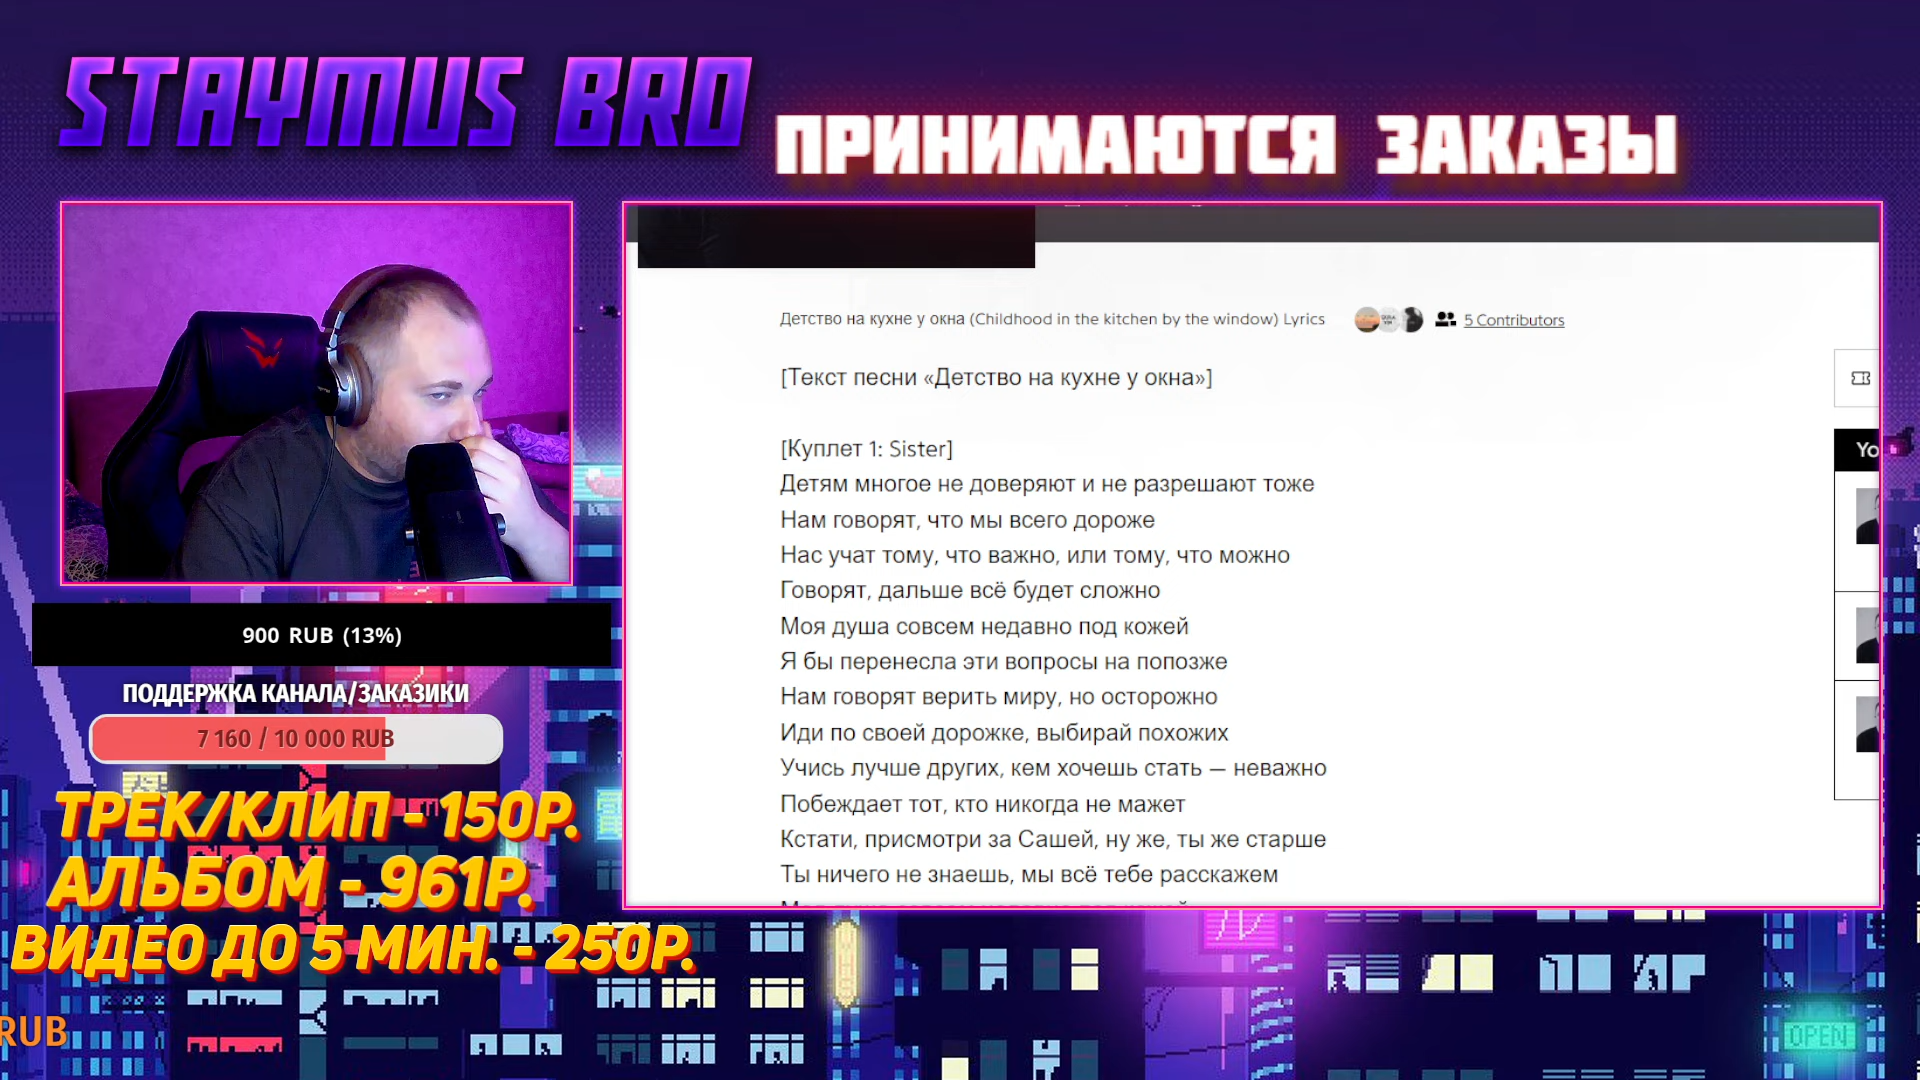 STAYMUS BRO
ПРИНИМАЮТСЯ ЗАКАЗЫ
Детство на кухне у окна (Childhood in the kitchen by the window) Lyrics
5 Contributors
[Текст песни «Детство на кухне у окна»]
[Куплет 1: Sister]
Детям многое не доверяют и не разрешают тоже
Нам говорят, что мы всего дороже
Нас учат тому, что важно, или тому, что можно
Говорят, дальше всё будет сложно
Моя душа совсем недавно под кожей
Я бы перенесла эти вопросы на попозже
Нам говорят верить миру, но осторожно
Иди по своей дорожке, выбирай похожих
Учись лучше других, кем хочешь стать — неважно
Побеждает тот, кто никогда не мажет
Кстати, присмотри за Сашей, ну же, ты же старше
Ты ничего не знаешь, мы всё тебе расскажем
Yo
900 RUB (13%)
ПОДДЕРЖКА КАНАЛА/ЗАКАЗИКИ
7 160 / 10 000 RUB
ТРЕК/КЛИП - 150Р.
АЛЬБОМ - 961Р.
ВИДЕО ДО 5 МИН. - 250Р.
RUB
OPEN